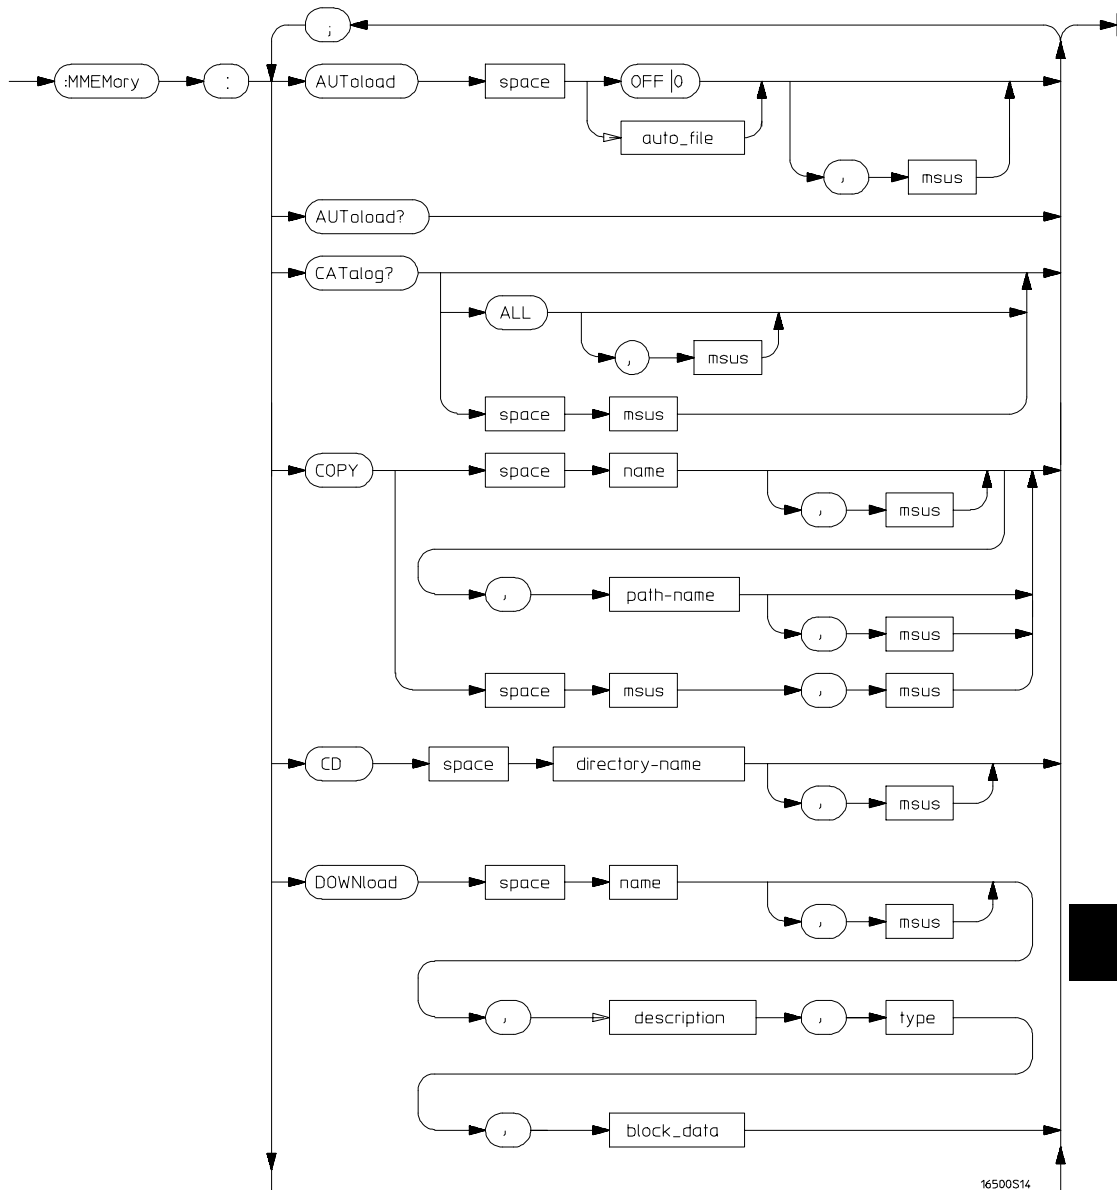 ;
:MMEMory : AUToload space OFF |0
auto_file
, msus
AUToload?
CATalog?
ALL
, msus
space msus
COPY space name
, msus
, path-name
, msus
space msus , msus
CD space directory-name
, msus
DOWNload space name
, msus
, description , type
, block_data
16500S14